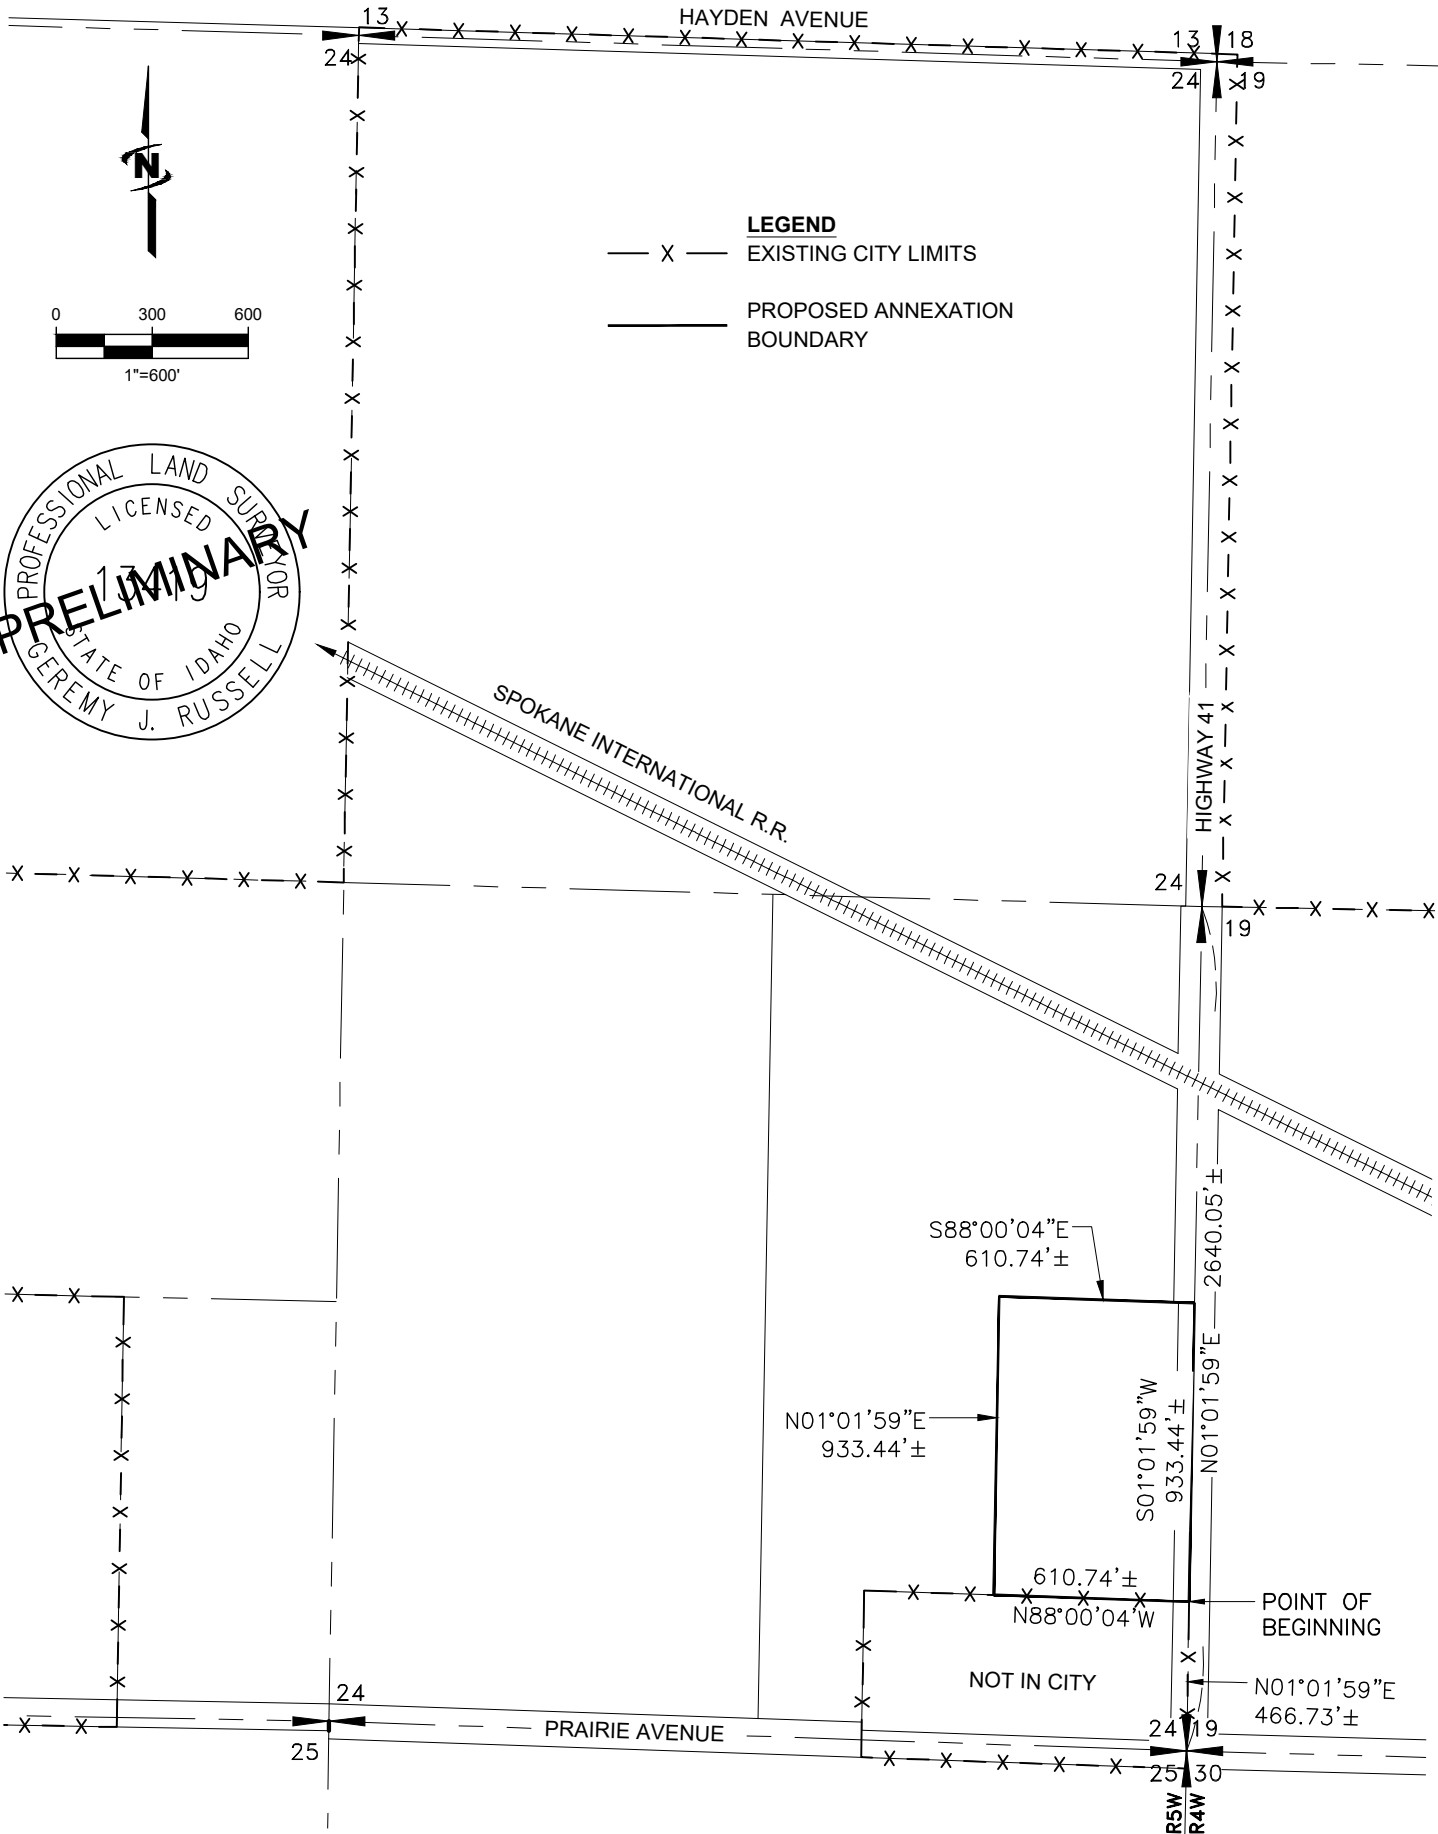 13
HAYDEN AVENUE
13 18
24
24 19
N
LEGEND
X EXISTING CITY LIMITS
PROPOSED ANNEXATION
BOUNDARY
0 300 600
1"=600'
PROFESSIONAL LAND SURVEYOR
LICENSED
STATE OF IDAHO
GEREMY J. RUSSELL
PRELIMINARY
SPOKANE INTERNATIONAL R.R.
HIGHWAY 41
24
19
S88°00'04"E
610.74'±
N01°01'59"E 2640.05'±
N01°01'59"E
933.44'±
S01°01'59"W
933.44'±
610.74'±
N88°00'04'W
POINT OF
BEGINNING
NOT IN CITY
N01°01'59"E
466.73'±
24
25
PRAIRIE AVENUE
24 19
25 30
R5W
R4W